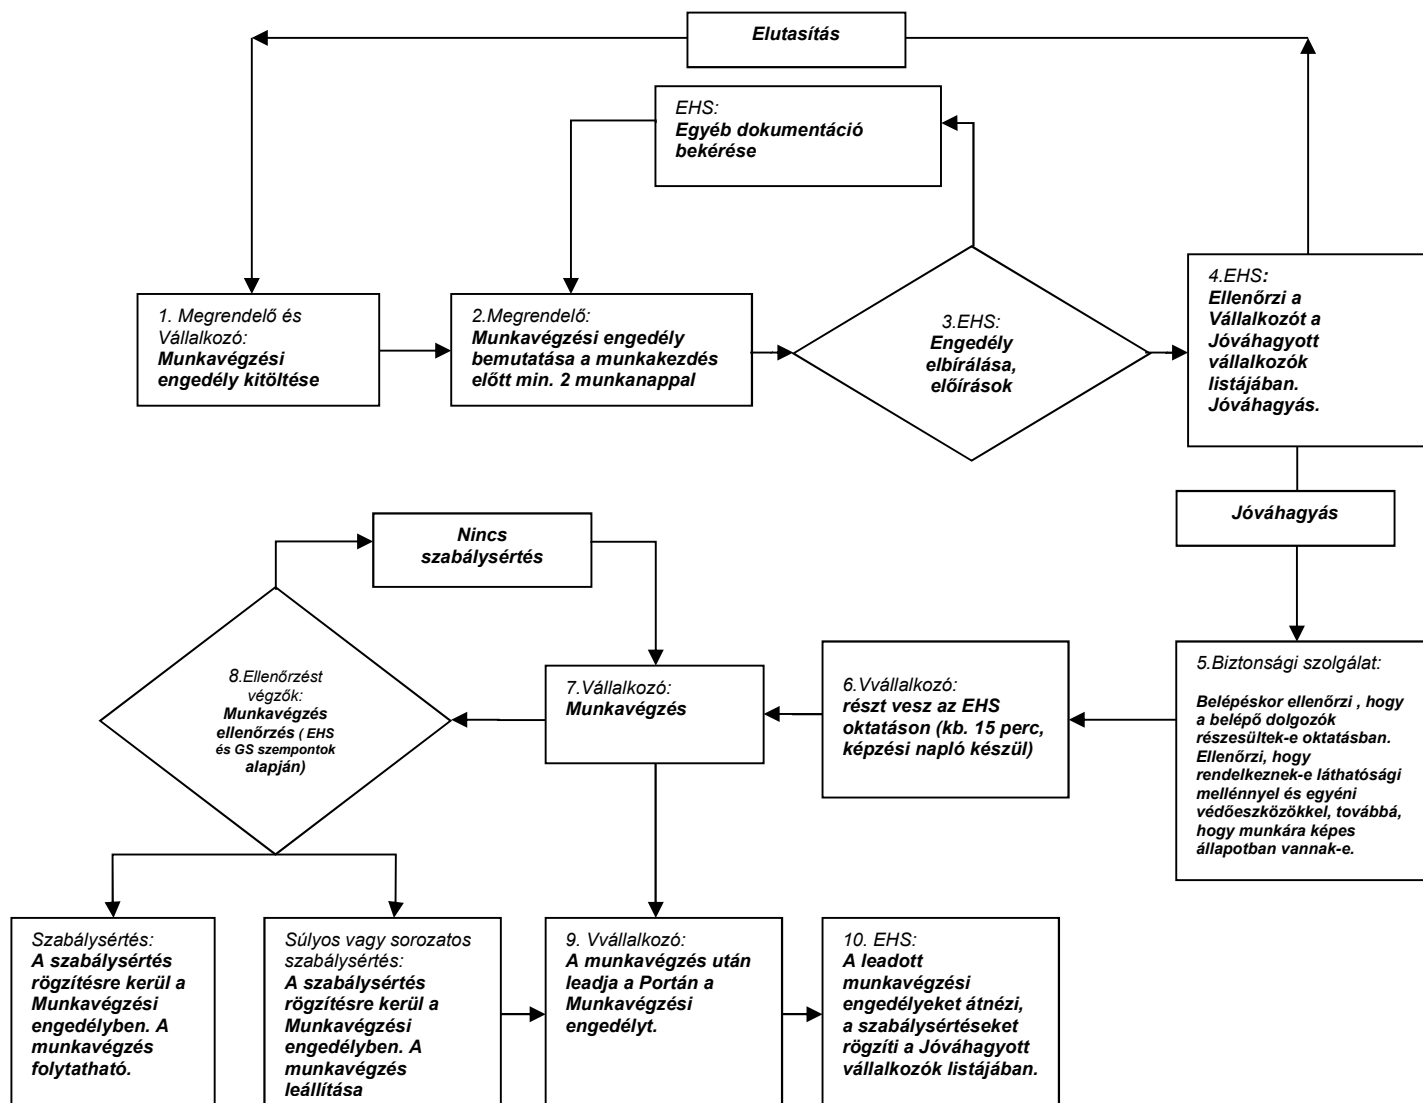 Elutasítás
EHS:
Egyéb dokumentáció
bekérése
1. Megrendelő és
Vállalkozó:
Munkavégzési
engedély kitöltése
2.Megrendelő:
Munkavégzési engedély
bemutatása a munkakezdés
előtt min. 2 munkanappal
3.EHS:
Engedély
elbírálása,
előírások
4.EHS:
Ellenőrzi a
Vállalkozót a
Jóváhagyott
vállalkozók
listájában.
Jóváhagyás.
Jóváhagyás
Nincs
szabálysértés
8.Ellenőrzést
végzők:
Munkavégzés
ellenőrzés ( EHS
és GS szempontok
alapján)
7.Vállalkozó:
Munkavégzés
6.Vvállalkozó:
részt vesz az EHS
oktatáson (kb. 15 perc,
képzési napló készül)
5.Biztonsági szolgálat:
Belépéskor ellenőrzi , hogy
a belépő dolgozók
részesültek-e oktatásban.
Ellenőrzi, hogy
rendelkeznek-e láthatósági
mellénnyel és egyéni
védőeszközökkel, továbbá,
hogy munkára képes
állapotban vannak-e.
Szabálysértés:
A szabálysértés
rögzítésre kerül a
Munkavégzési
engedélyben. A
munkavégzés
folytatható.
Súlyos vagy sorozatos
szabálysértés:
A szabálysértés
rögzítésre kerül a
Munkavégzési
engedélyben. A
munkavégzés
leállítása
9. Vvállalkozó:
A munkavégzés után
leadja a Portán a
Munkavégzési
engedélyt.
10. EHS:
A leadott
munkavégzési
engedélyeket átnézi,
a szabálysértéseket
rögzíti a Jóváhagyott
vállalkozók listájában.